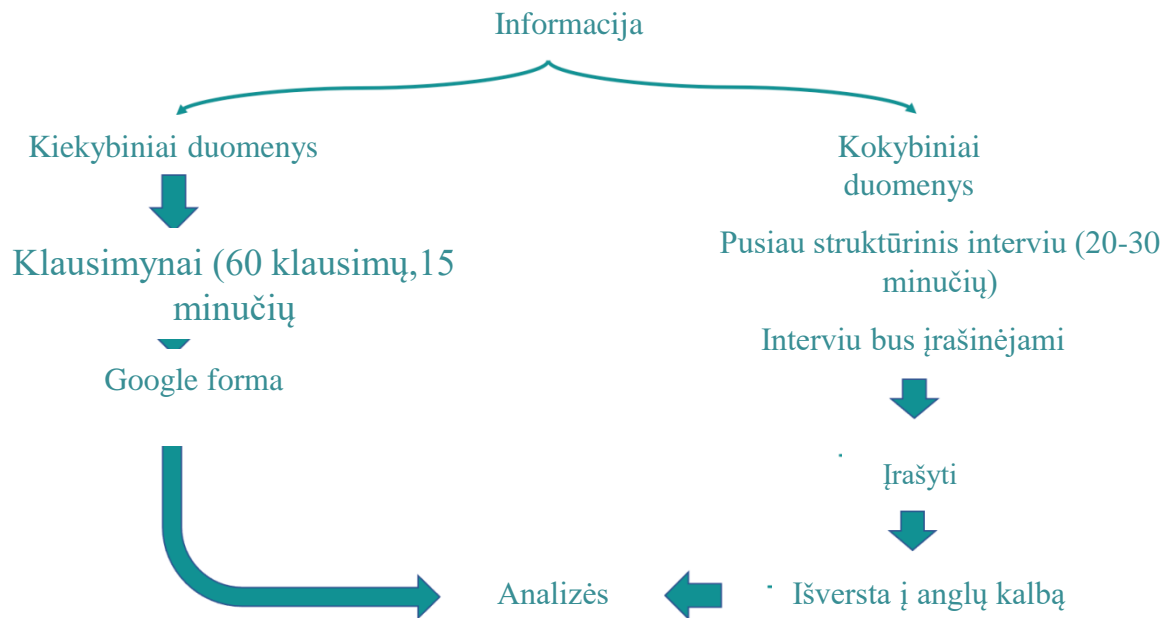 Informacija
Kiekybiniai duomenys
Klausimynai (60 klausimų,15
minučių
Google forma
Kokybiniai
duomenys
Pusiau struktūrinis interviu (20-30
minučių)
Interviu bus įrašinėjami
Įrašyti
Išversta į anglų kalbą
Analizės